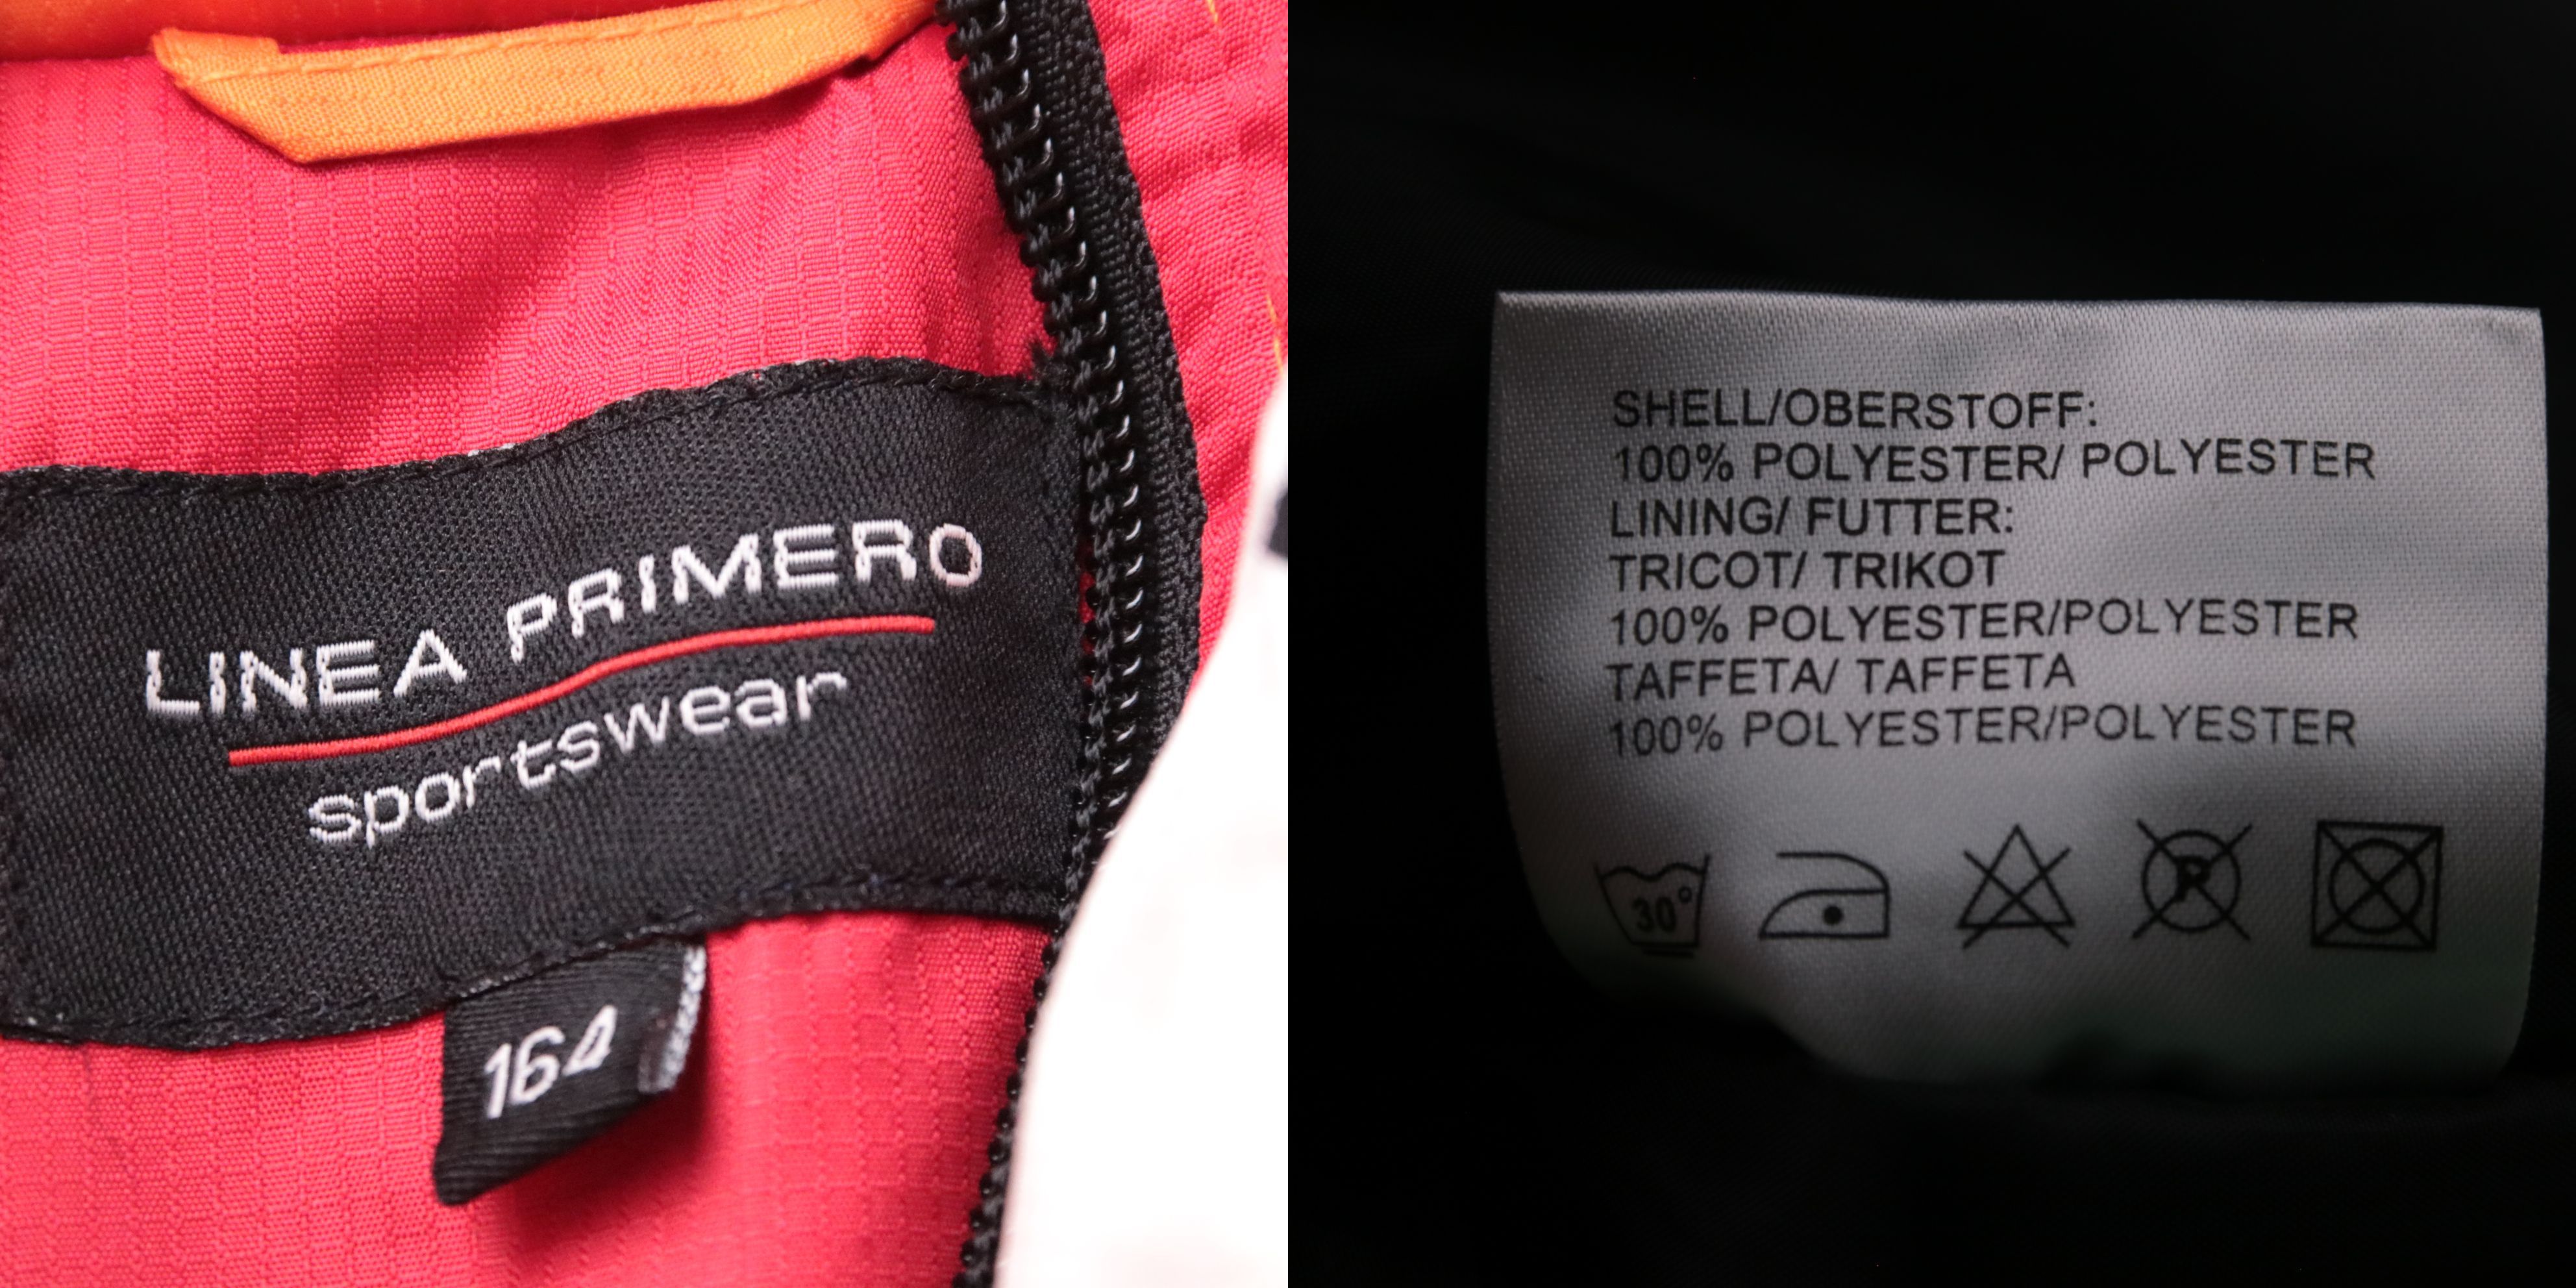 LINEA PRIMERO
sportswear
164
SHELL/OBERSTOFF:
100% POLYESTER/ POLYESTER
LINING/ FUTTER:
TRICOT/ TRIKOT
100% POLYESTER/POLYESTER
TAFFETA/ TAFFETA
100% POLYESTER/POLYESTER
30°
P